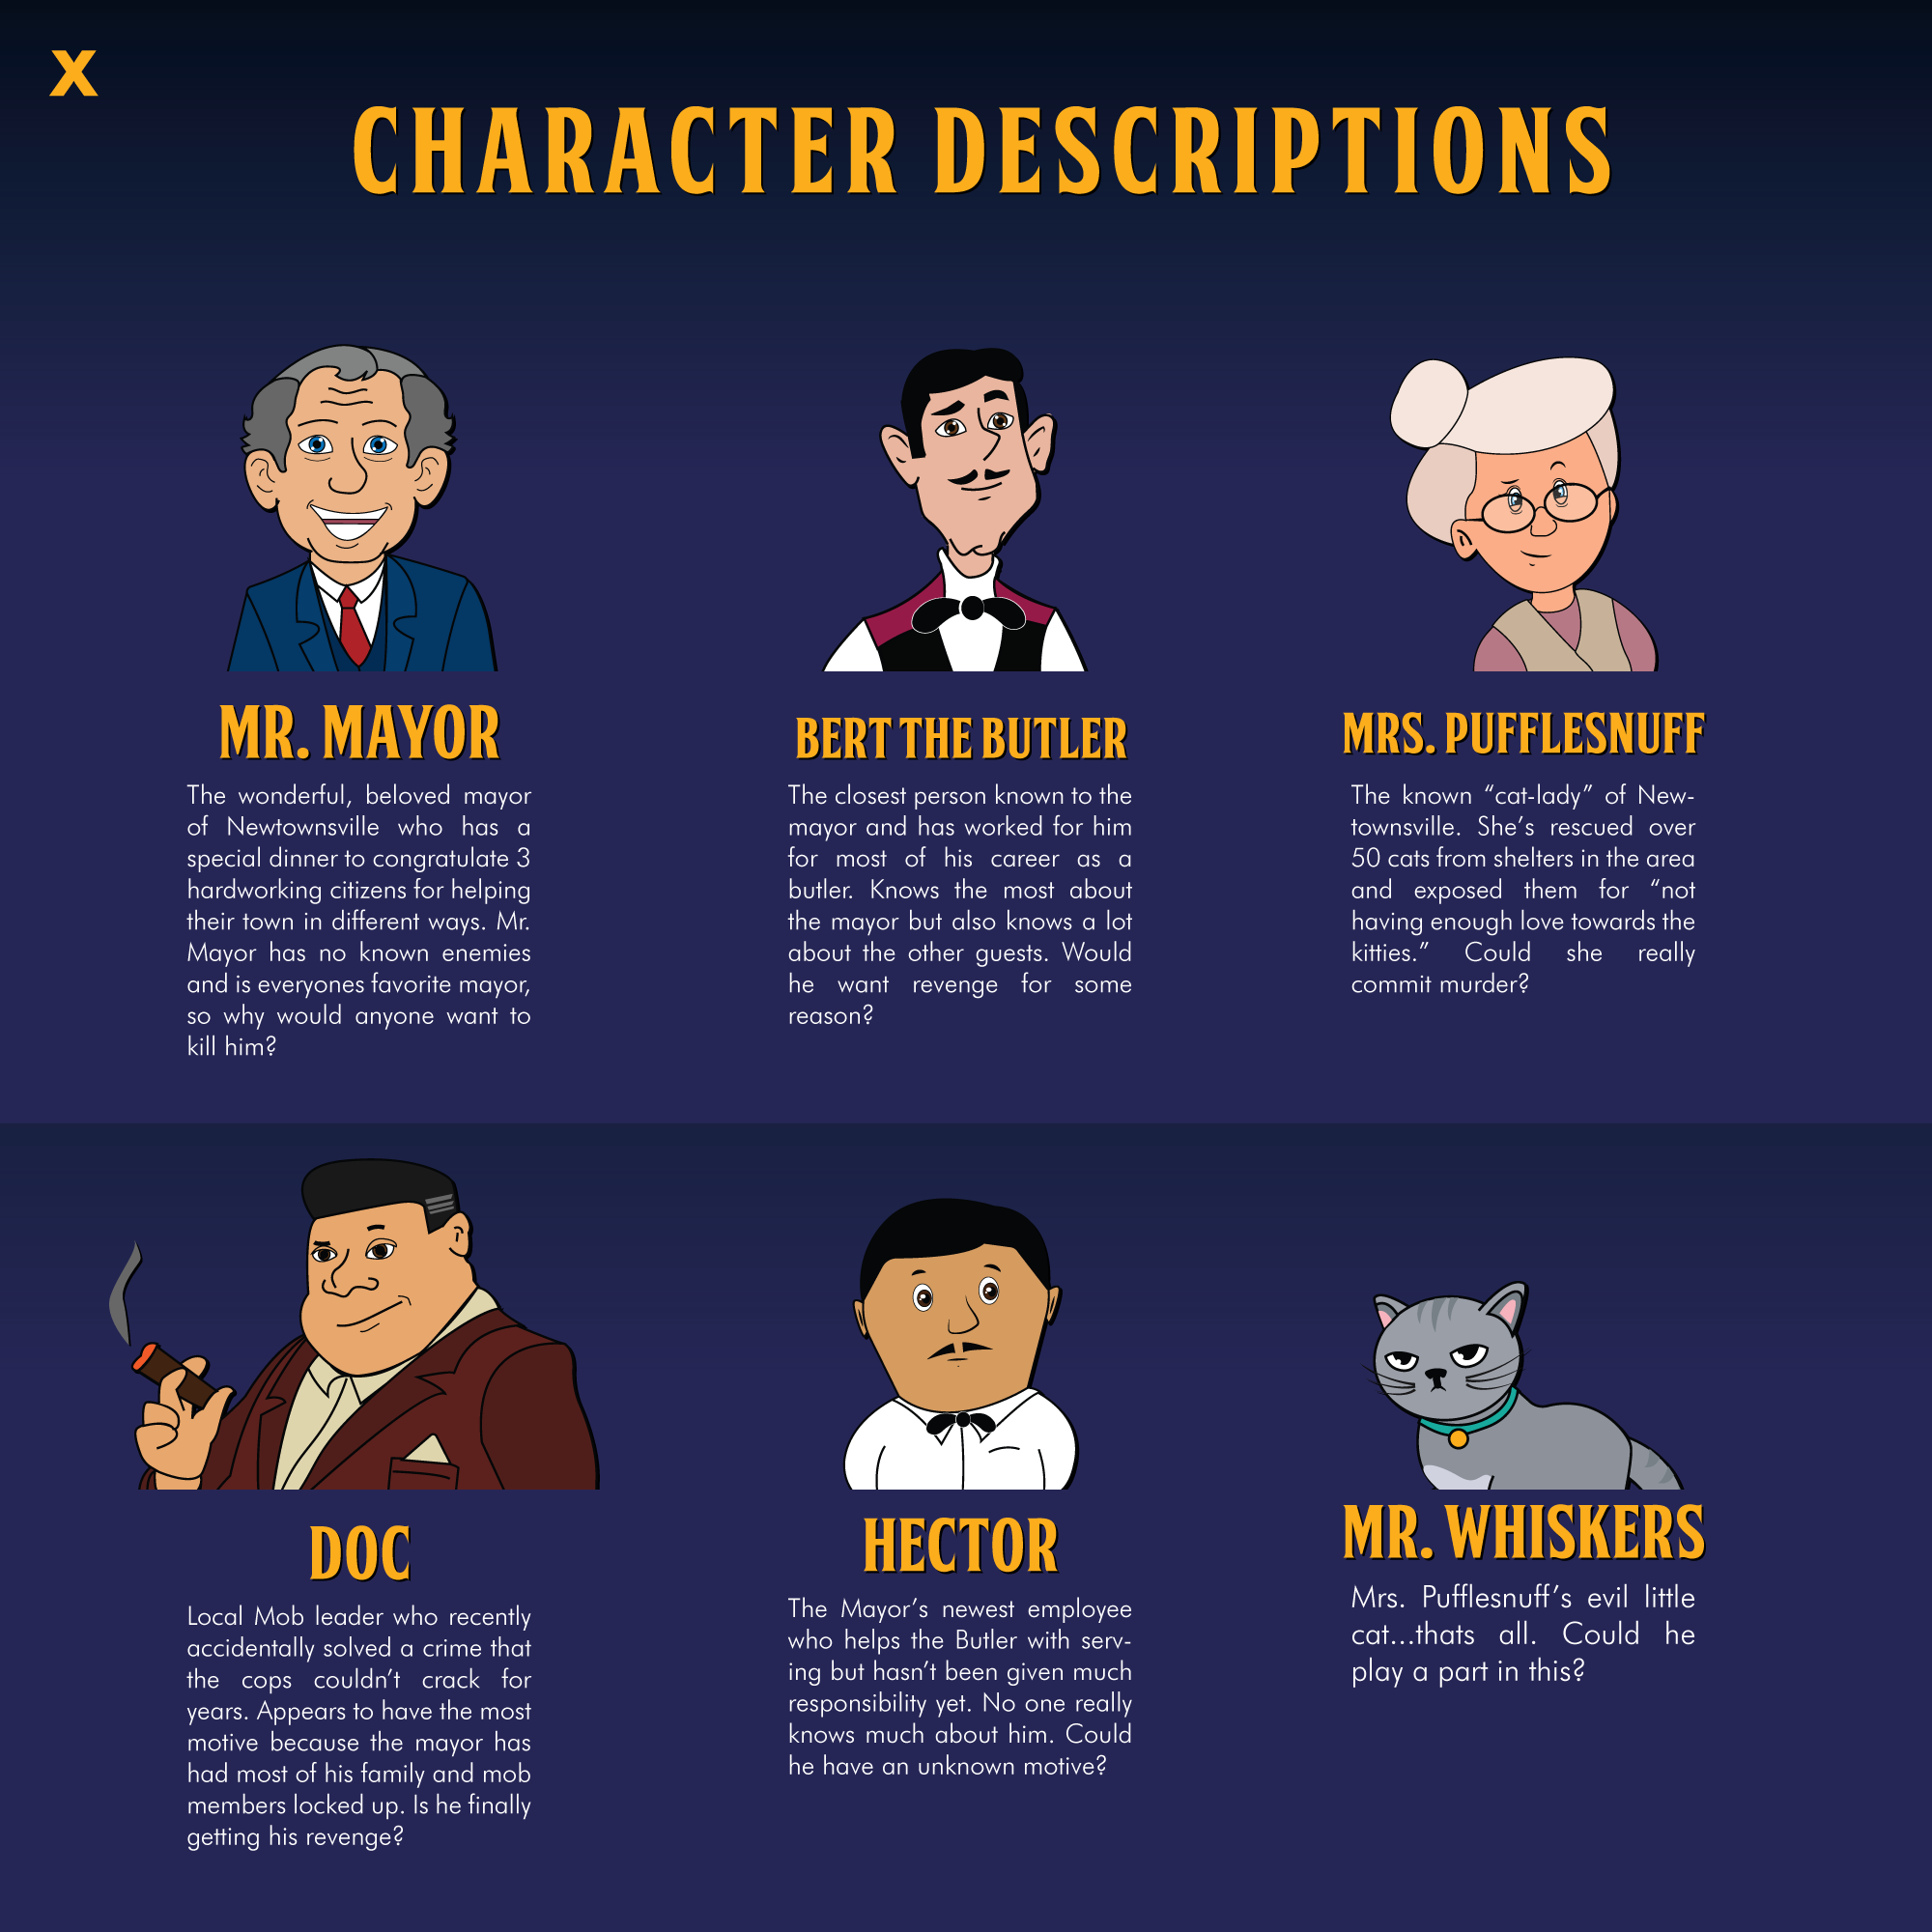 X
CHARACTER DESCRIPTIONS
MR. MAYOR
The wonderful, beloved mayor
of Newtownsville who has a
special dinner to congratulate 3
hardworking citizens for helping
their town in different ways. Mr.
Mayor has no known enemies
and is everyones favorite mayor,
so why would anyone want to
kill him?
BERT THE BUTLER
The closest person known to the
mayor and has worked for him
for most of his career as a
butler. Knows the most about
the mayor but also knows a lot
about the other guests. Would
he want revenge for some
reason?
MRS. PUFFLESNUFF
The known “cat-lady” of New-
townsville. She’s rescued over
50 cats from shelters in the area
and exposed them for “not
having enough love towards the
kitties.” Could she really
commit murder?
DOC
Local Mob leader who recently
accidentally solved a crime that
the cops couldn’t crack for
years. Appears to have the most
motive because the mayor has
had most of his family and mob
members locked up. Is he finally
getting his revenge?
HECTOR
The Mayor’s newest employee
who helps the Butler with serv-
ing but hasn’t been given much
responsibility yet. No one really
knows much about him. Could
he have an unknown motive?
MR. WHISKERS
Mrs. Pufflesnuff’s evil little
cat...thats all. Could he
play a part in this?